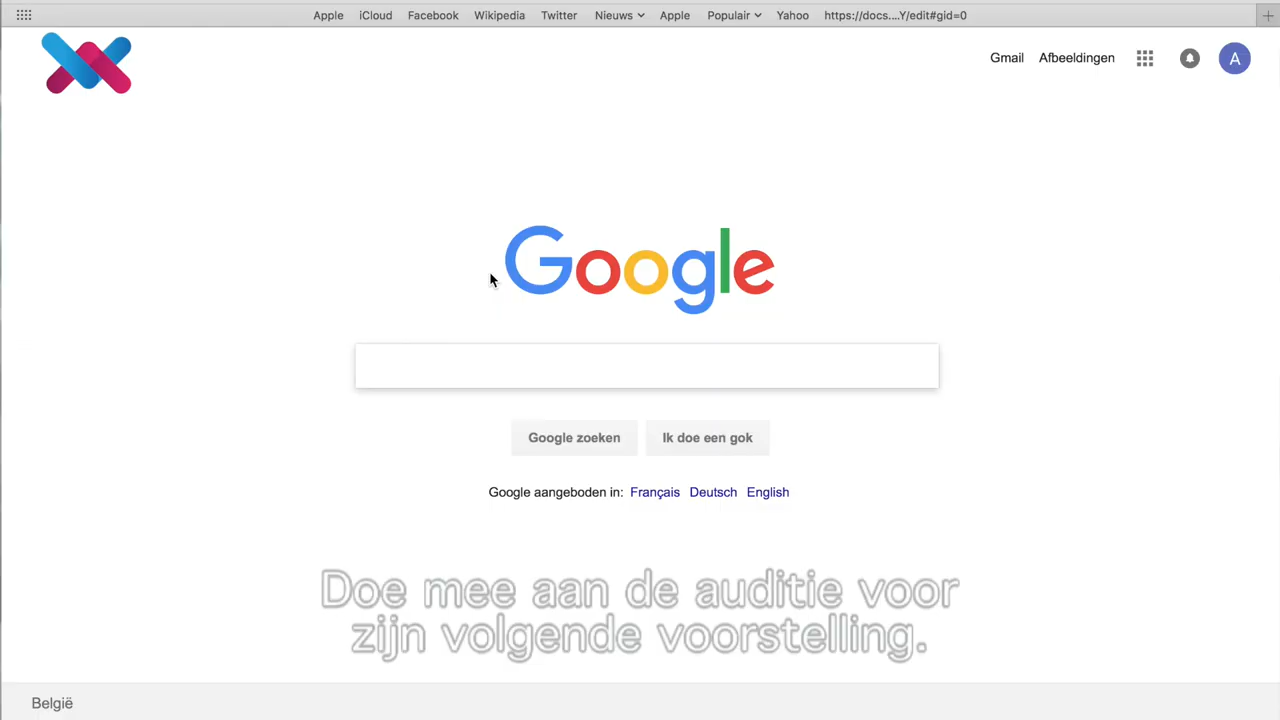 Apple iCloud Facebook Wikipedia Twitter Nieuws Apple Populair Yahoo https://docs....Y/edit#gid=0
Gmail Afbeeldingen A
Google
Google zoeken Ik doe een gok
Google aangeboden in: Français Deutsch English
Doe mee aan de auditie voor
zijn volgende voorstelling.
België